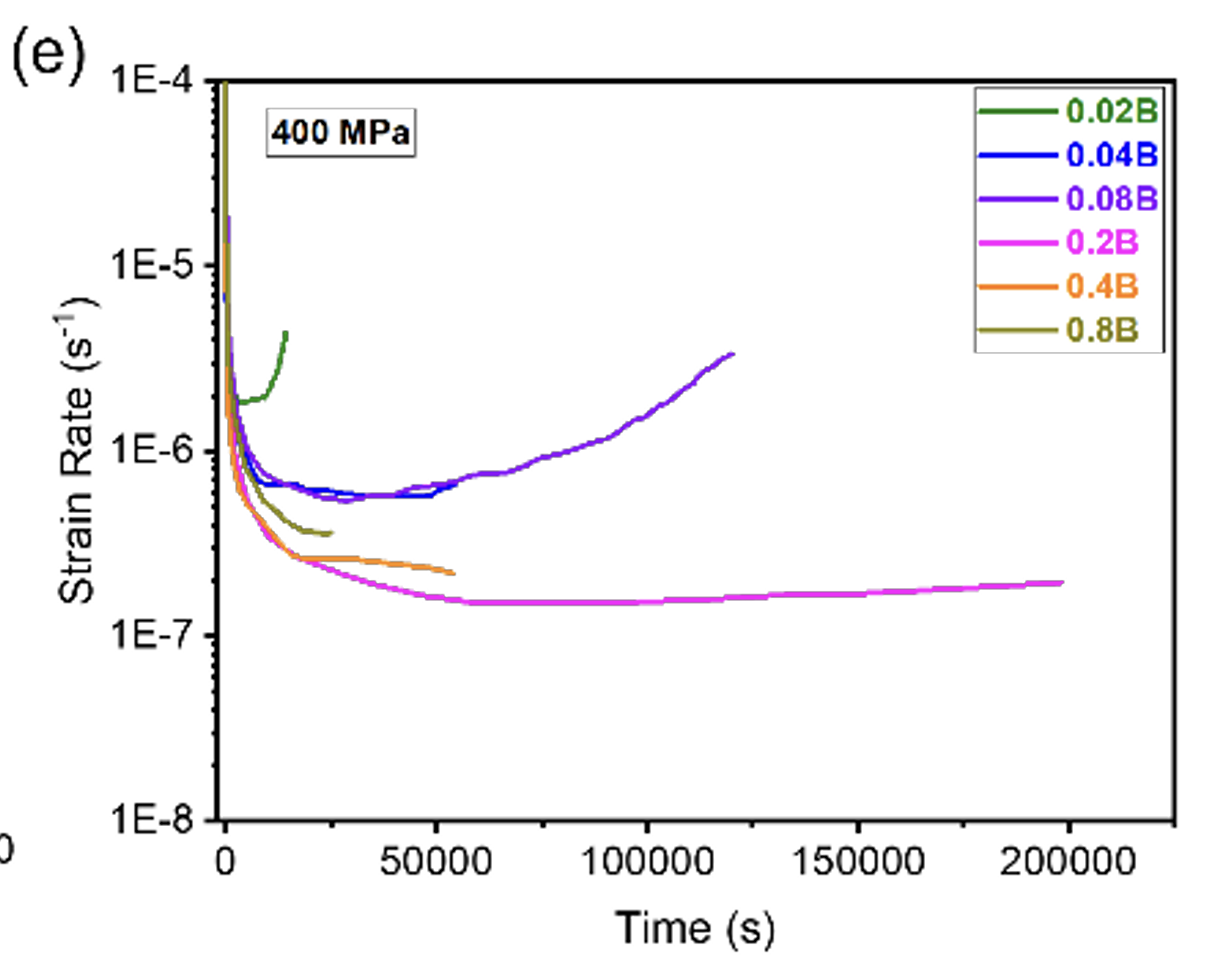 (e)
1E-4
400 MPa
0.02B
0.04B
0.08B
0.2B
0.4B
0.8B
1E-5
1E-6
1E-7
1E-8
Strain Rate (s⁻¹)
0
0
50000
100000
150000
200000
Time (s)